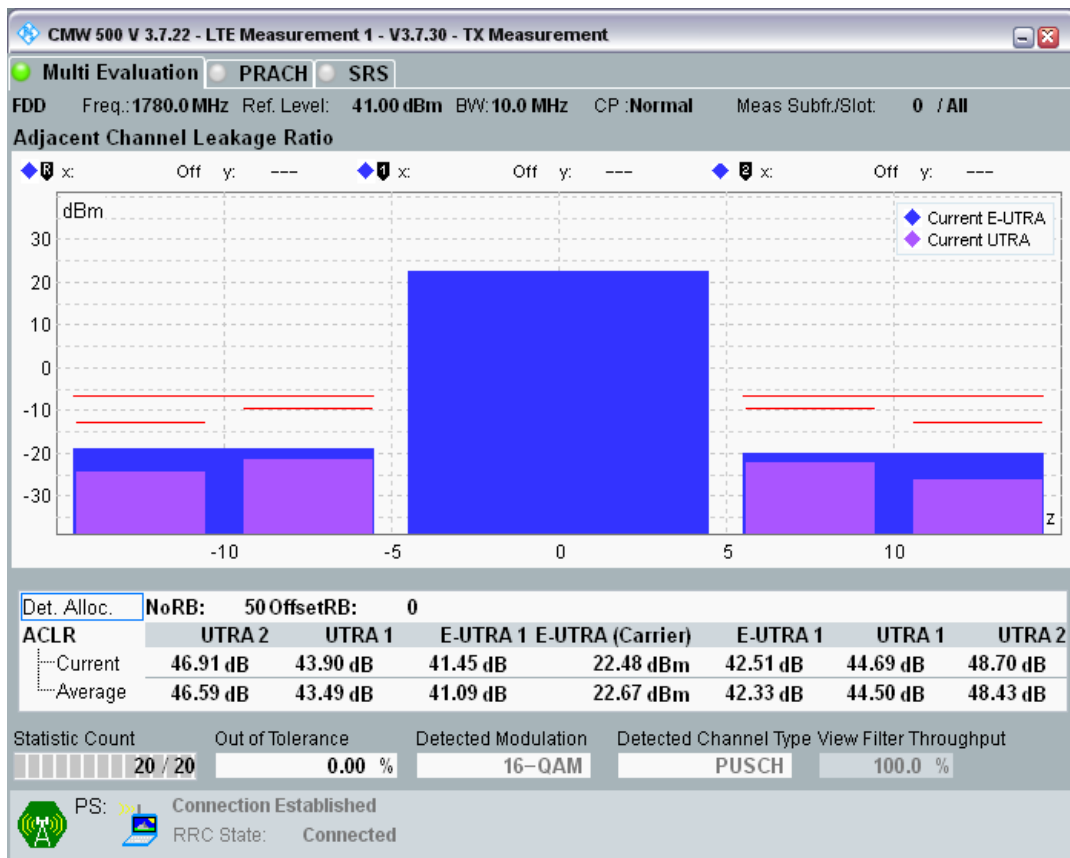 CMW 500 V 3.7.22 - LTE Measurement 1 - V3.7.30 - TX Measurement
Multi Evaluation PRACH SRS
FDD Freq.: 1780.0 MHz Ref. Level: 41.00 dBm BW: 10.0 MHz CP :Normal Meas Subfr./Slot: 0 / All
Adjacent Channel Leakage Ratio
R x: Off y: --- 1 x: Off y: --- 2 x: Off y: ---
dBm
Current E-UTRA
Current UTRA
30
20
10
0
-10
-20
-30
z
-10 -5 0 5 10
Det. Alloc. NoRB: 50 OffsetRB: 0
ACLR UTRA 2 UTRA 1 E-UTRA 1 E-UTRA (Carrier) E-UTRA 1 UTRA 1 UTRA 2
Current 46.91 dB 43.90 dB 41.45 dB 22.48 dBm 42.51 dB 44.69 dB 48.70 dB
Average 46.59 dB 43.49 dB 41.09 dB 22.67 dBm 42.33 dB 44.50 dB 48.43 dB
Statistic Count Out of Tolerance Detected Modulation Detected Channel Type View Filter Throughput
20 / 20 0.00 % 16-QAM PUSCH 100.0 %
PS: Connection Established
RRC State: Connected